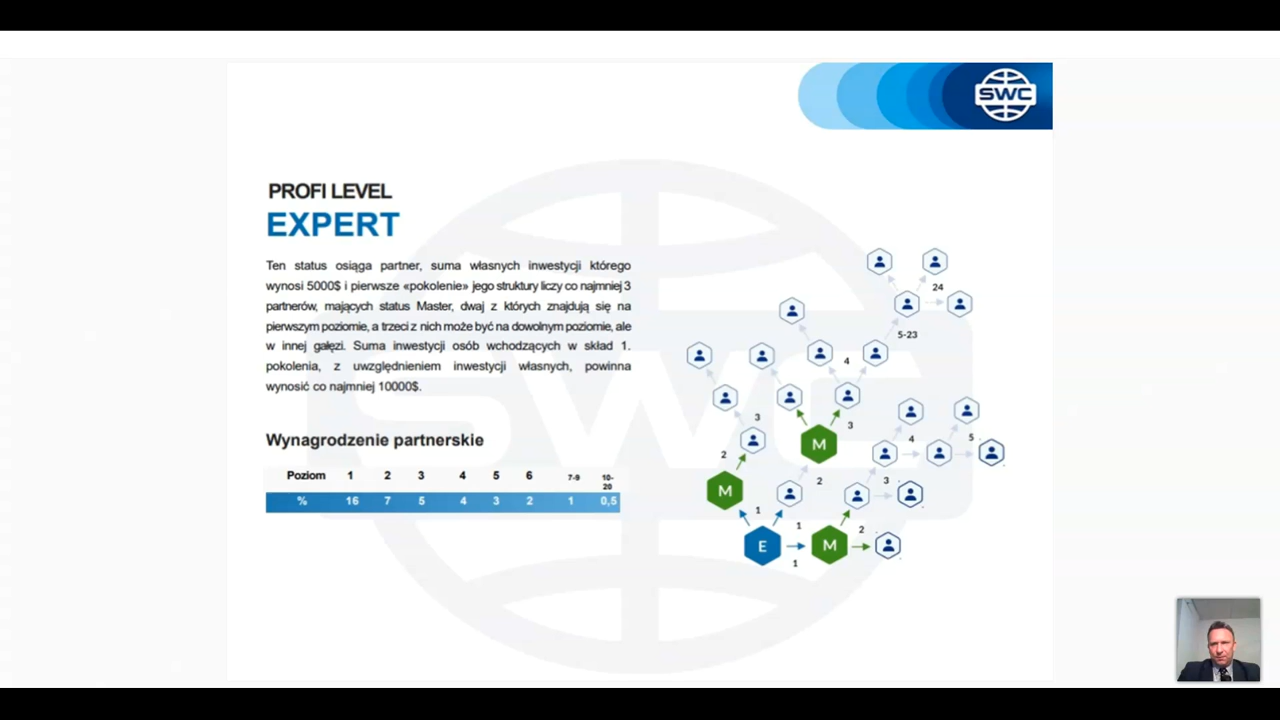 SWC
PROFI LEVEL
EXPERT
Ten status osiąga partner, suma własnych inwestycji którego
wynosi 5000$ i pierwsze «pokolenie» jego struktury liczy co najmniej 3
partnerów, mających status Master, dwaj z których znajdują się na
pierwszym poziomie, a trzeci z nich może być na dowolnym poziomie, ale
w innej gałęzi. Suma inwestycji osób wchodzących w skład 1.
pokolenia, z uwzględnieniem inwestycji własnych, powinna
wynosić co najmniej 10000$.
Wynagrodzenie partnerskie
Poziom 1 2 3 4 5 6 7-9 10-20
% 16 7 5 4 3 2 1 0,5
24
5-23
4
3
3
4
5
2
M
2
3
M
1
1
2
E
M
1
SWC